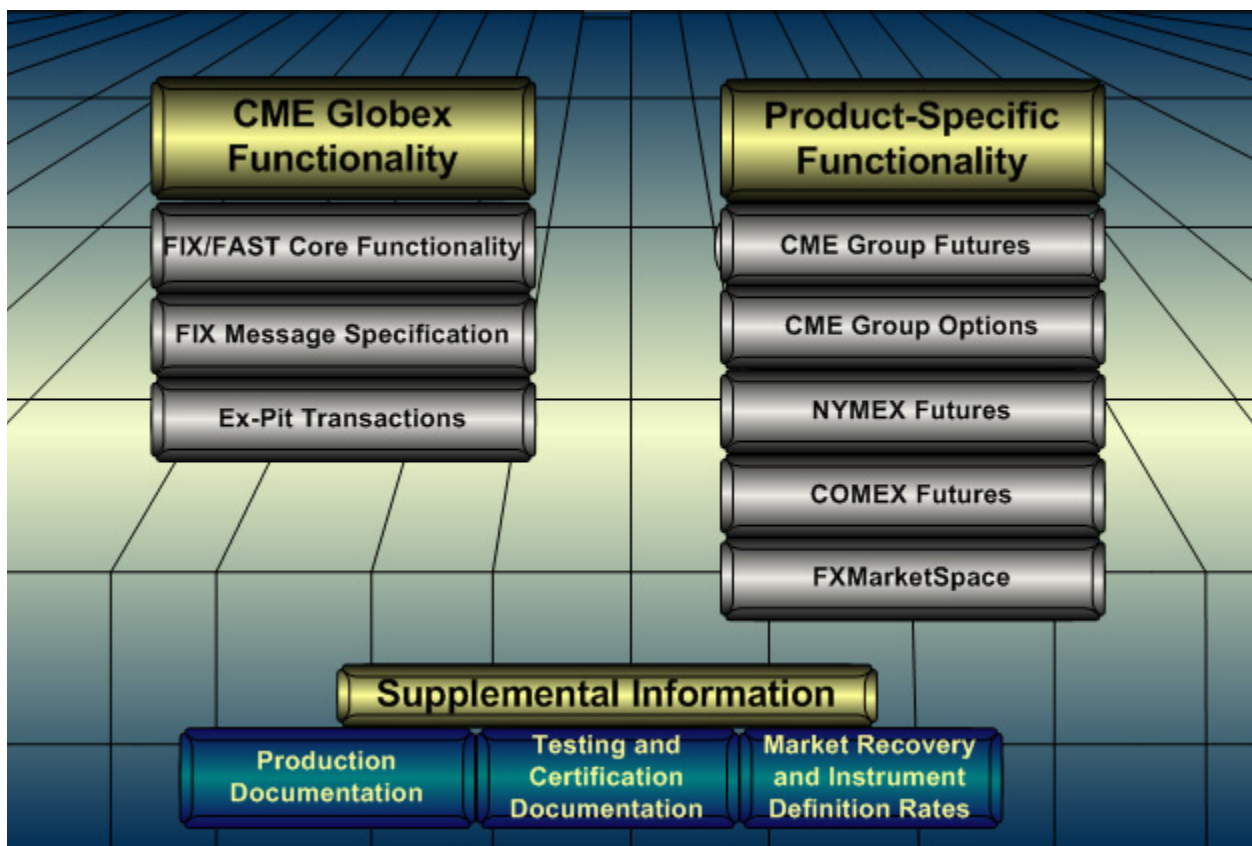 CME Globex
Functionality
FIX/FAST Core Functionality
FIX Message Specification
Ex-Pit Transactions
Product-Specific
Functionality
CME Group Futures
CME Group Options
NYMEX Futures
COMEX Futures
FXMarketSpace
Supplemental Information
Production
Documentation
Testing and
Certification
Documentation
Market Recovery
and Instrument
Definition Rates